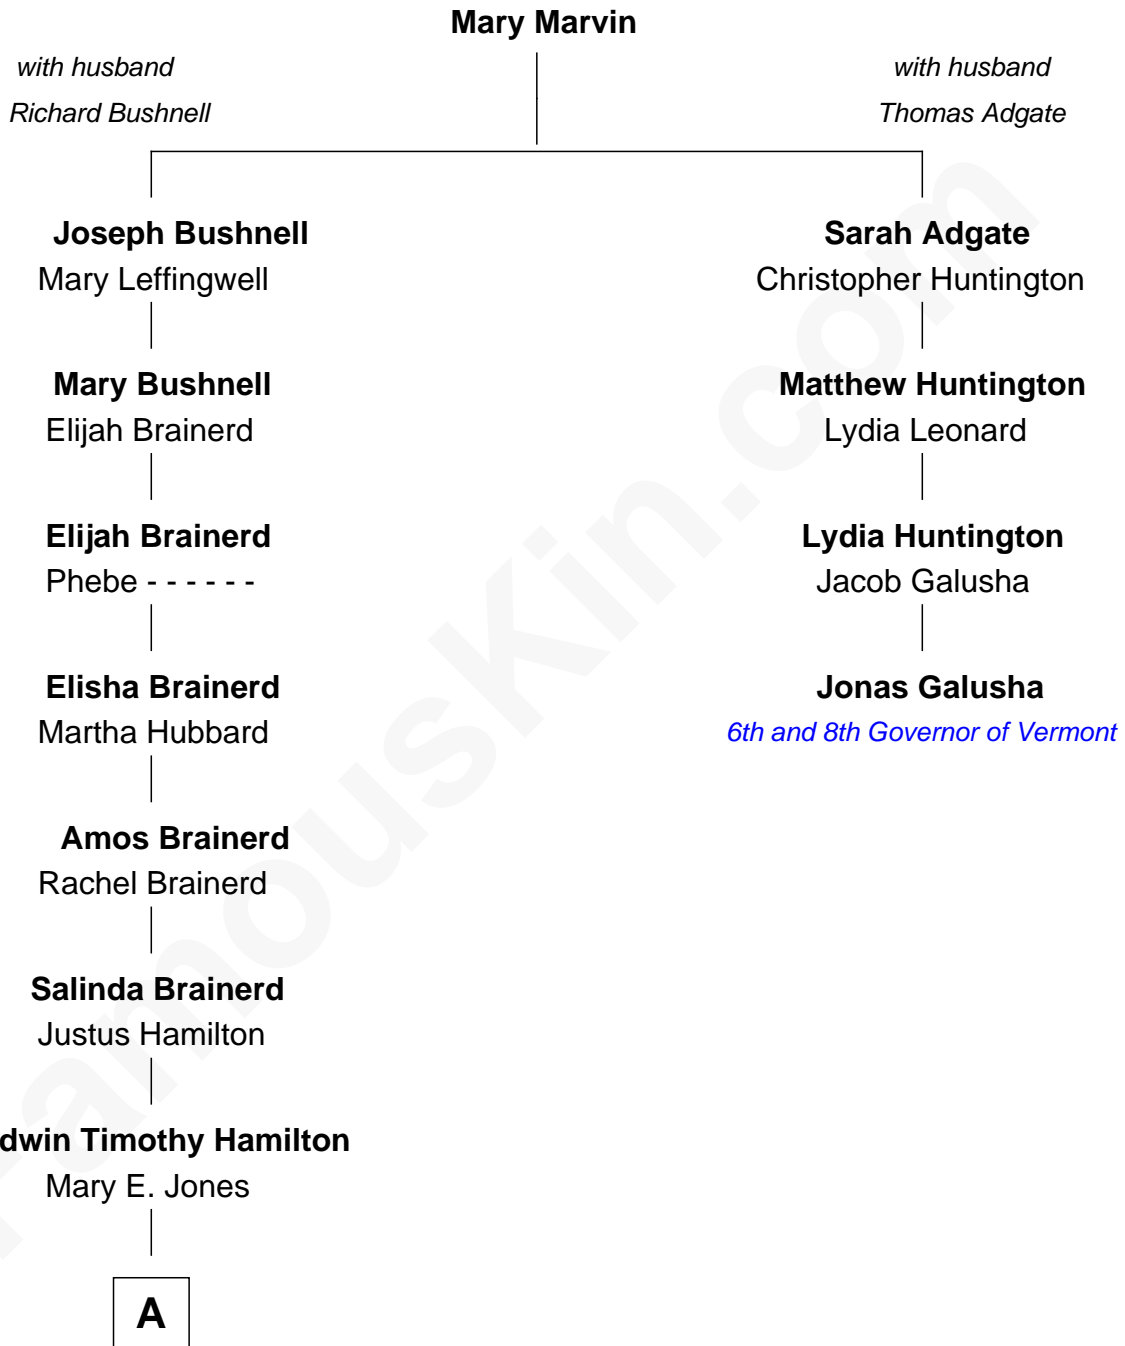 Mary Marvin
with husband
Richard Bushnell
with husband
Thomas Adgate
Joseph Bushnell
Mary Leffingwell
Sarah Adgate
Christopher Huntington
Mary Bushnell
Elijah Brainerd
Matthew Huntington
Lydia Leonard
Elijah Brainerd
Phebe - - - - - -
Lydia Huntington
Jacob Galusha
Elisha Brainerd
Martha Hubbard
Jonas Galusha
6th and 8th Governor of Vermont
Amos Brainerd
Rachel Brainerd
Salinda Brainerd
Justus Hamilton
dwin Timothy Hamilton
Mary E. Jones
A
FamousKin.com